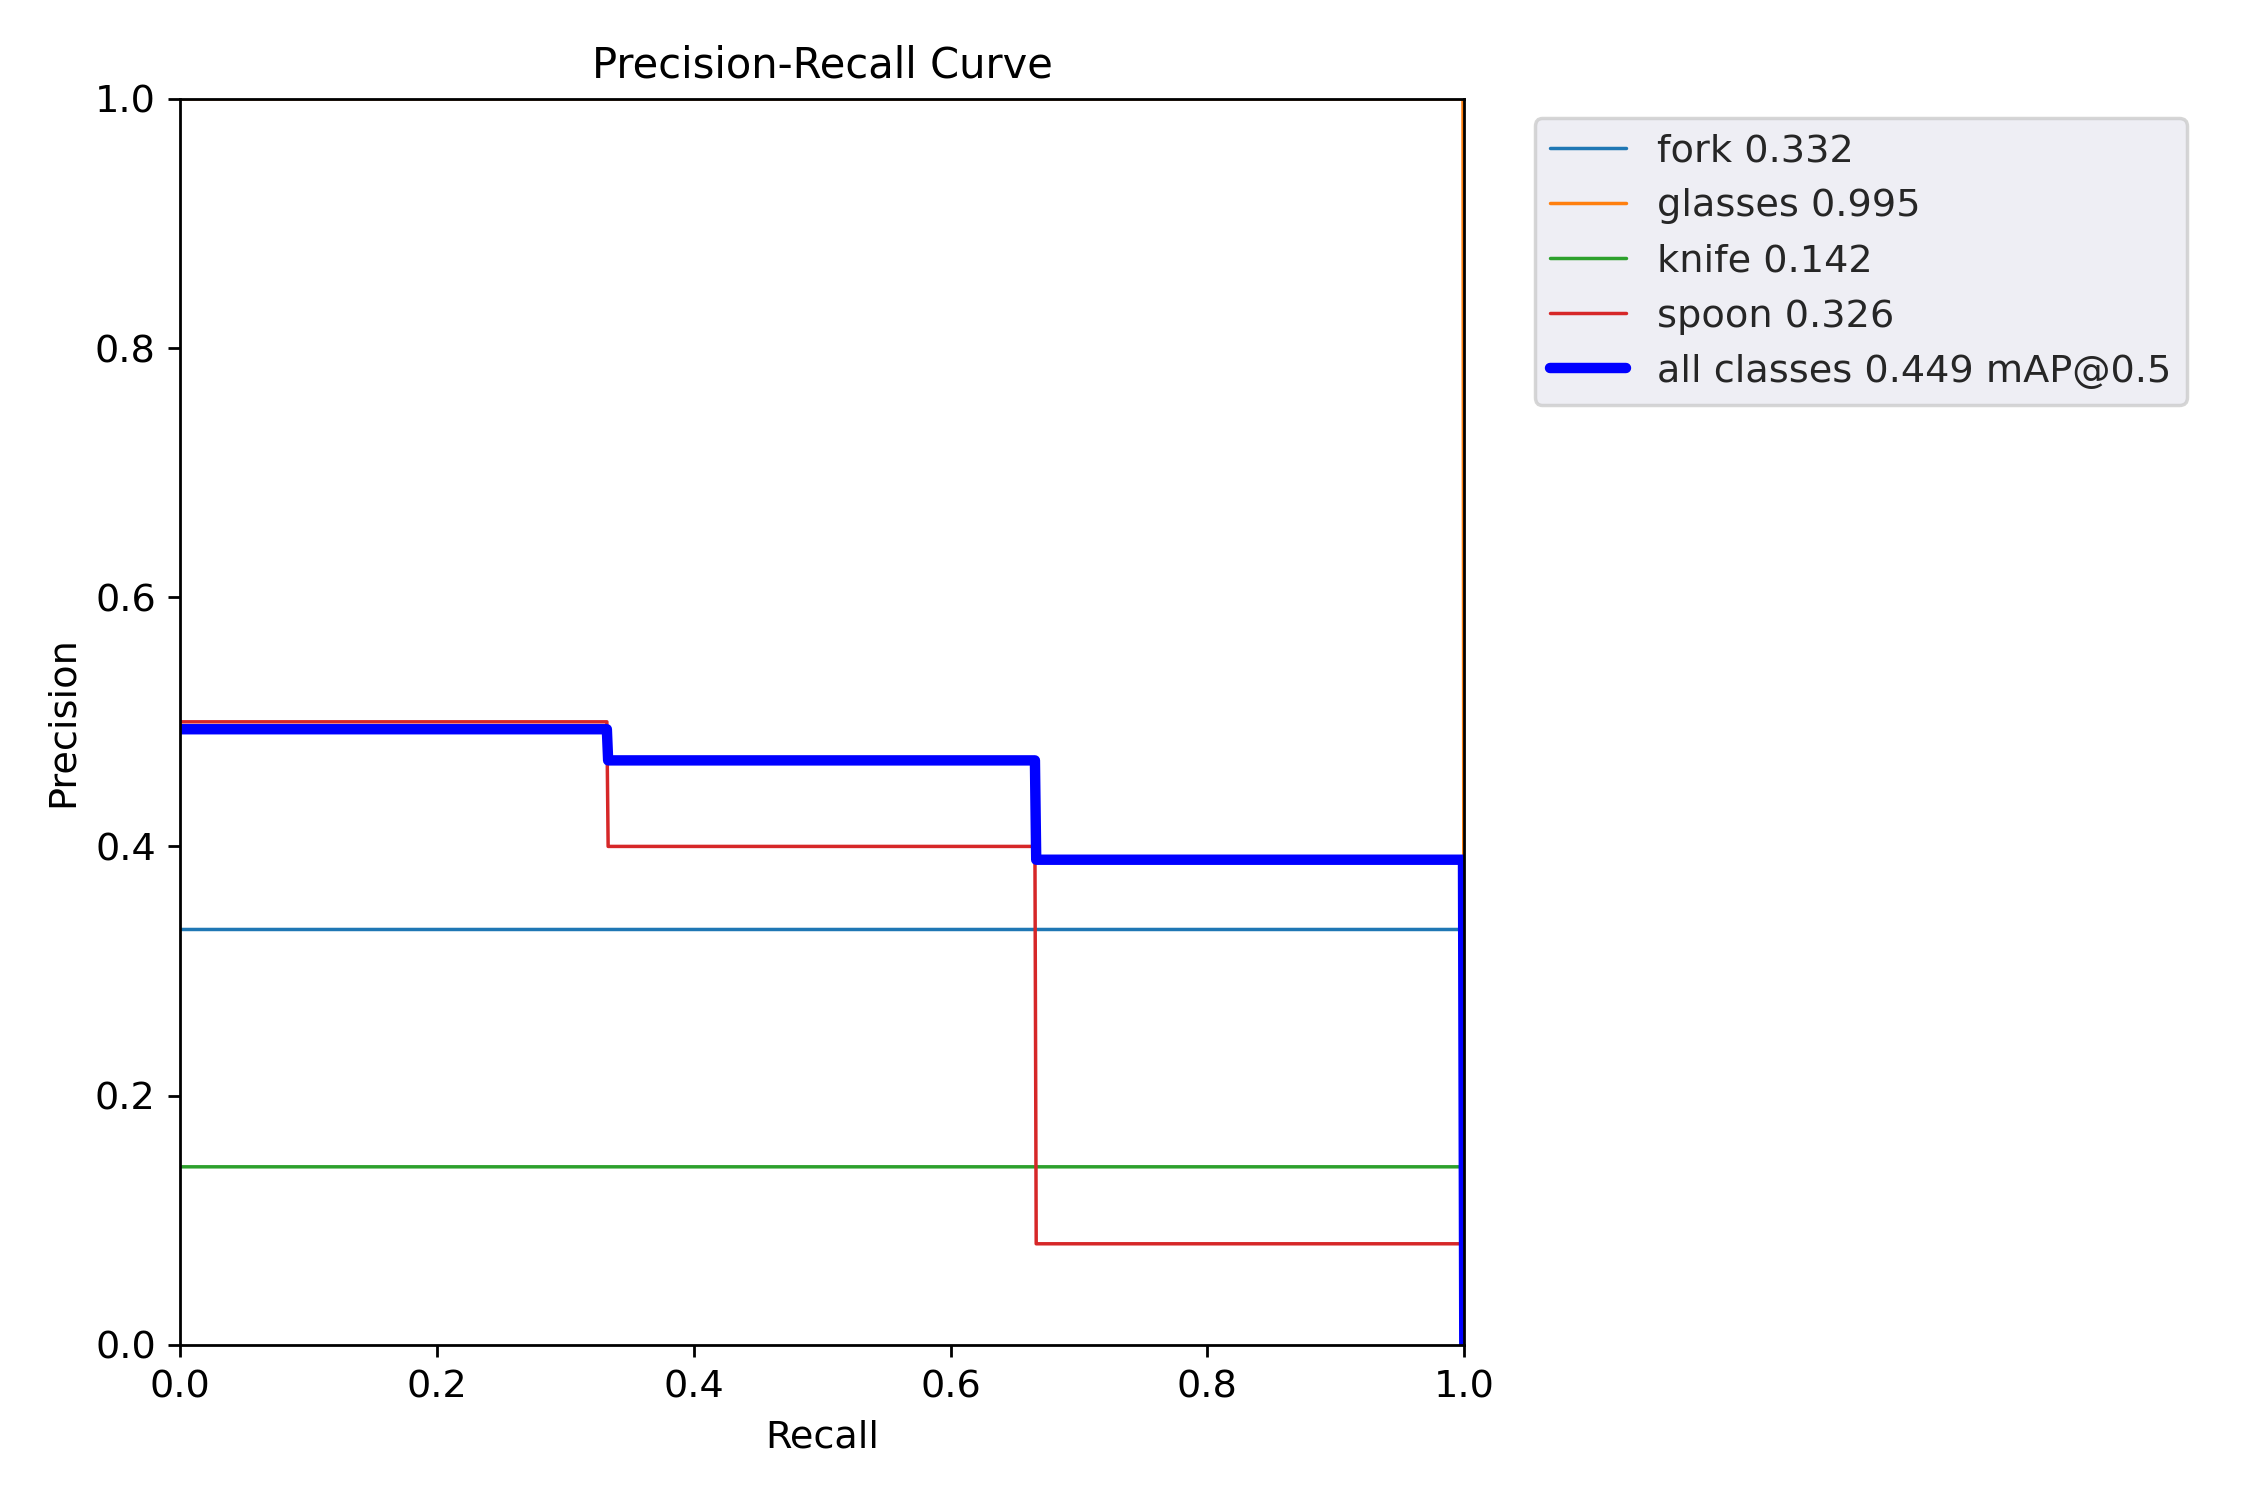 Precision-Recall Curve
1.0
0.8
0.6
0.4
0.2
0.0
Precision
0.0 0.2 0.4 0.6 0.8 1.0
Recall
fork 0.332
glasses 0.995
knife 0.142
spoon 0.326
all classes 0.449 mAP@0.5